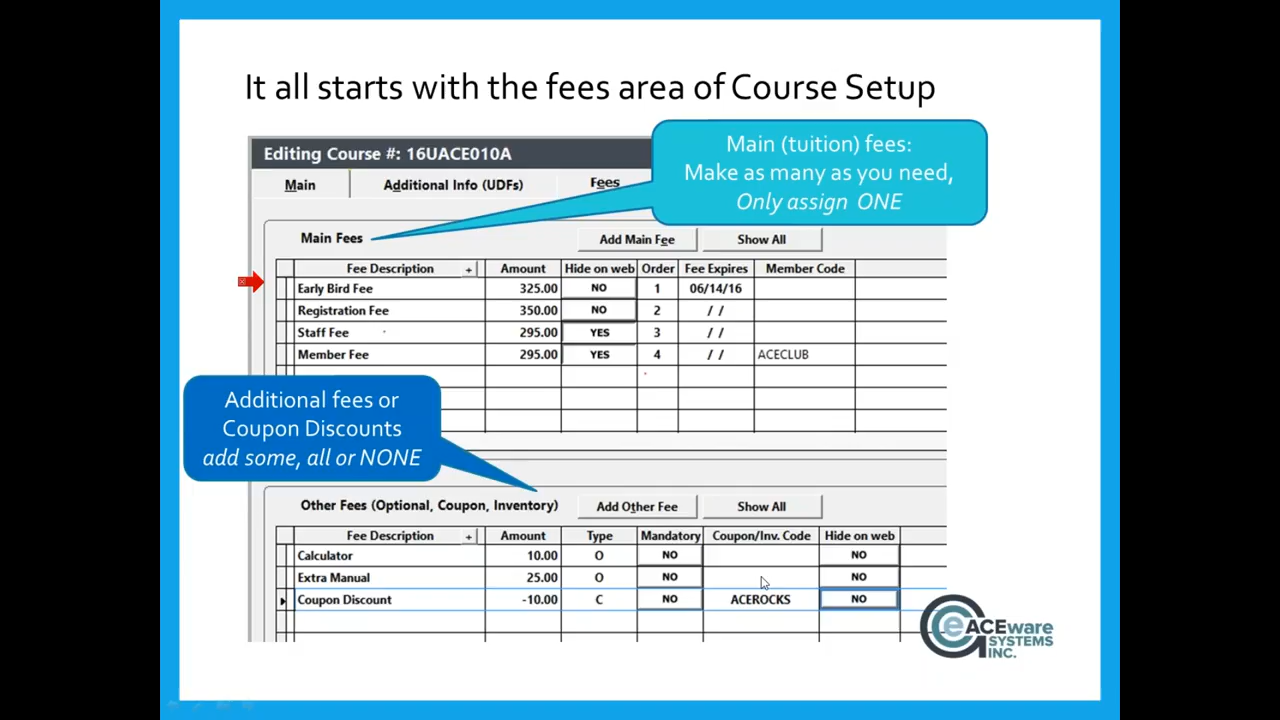 It all starts with the fees area of Course Setup
Main (tuition) fees:
Make as many as you need,
Only assign ONE
Editing Course #: 16UACE010A
Main Additional Info (UDFs) Fees
Main Fees Add Main Fee Show All
Fee Description + Amount Hide on web Order Fee Expires Member Code
Early Bird Fee 325.00 NO 1 06/14/16
Registration Fee 350.00 NO 2 / /
Staff Fee 295.00 YES 3 / /
Member Fee 295.00 YES 4 / / ACECLUB
Additional fees or
Coupon Discounts
add some, all or NONE
Other Fees (Optional, Coupon, Inventory) Add Other Fee Show All
Fee Description + Amount Type Mandatory Coupon/Inv. Code Hide on web
Calculator 10.00 O NO NO
Extra Manual 25.00 O NO NO
Coupon Discount -10.00 C NO ACEROCKS NO
ACEware
SYSTEMS
INC.